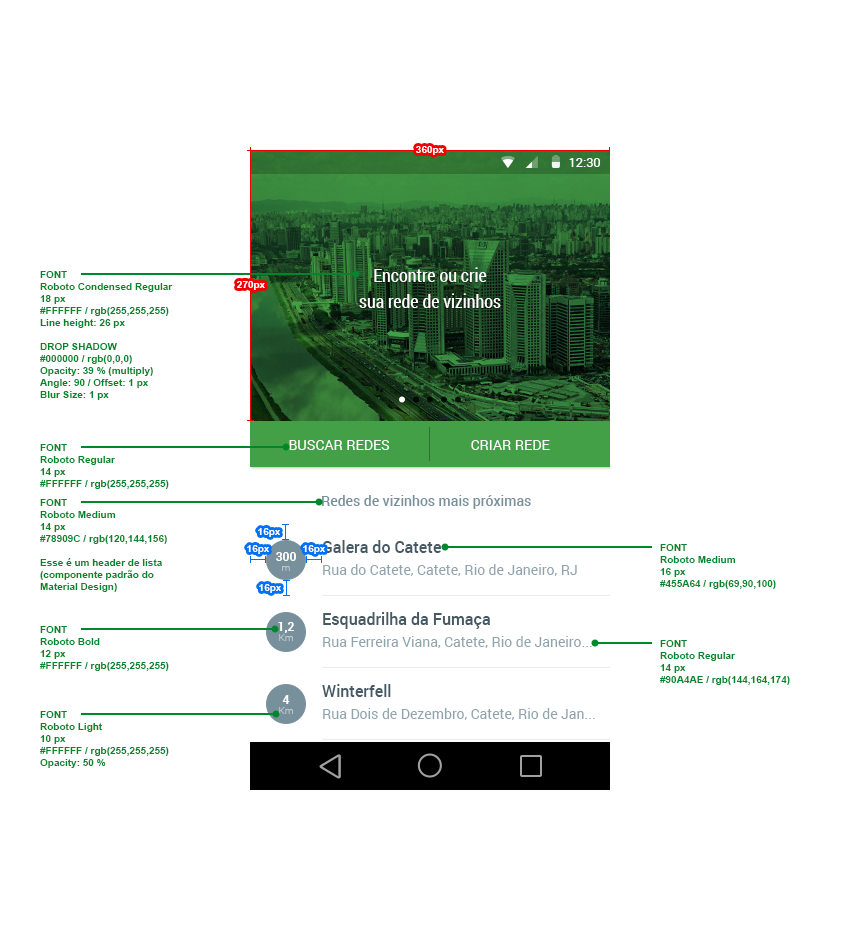 360px
12:30
270px
Encontre ou crie
sua rede de vizinhos
FONT
Roboto Condensed Regular
18 px
#FFFFFF / rgb(255,255,255)
Line height: 26 px
DROP SHADOW
#000000 / rgb(0,0,0)
Opacity: 39 % (multiply)
Angle: 90 / Offset: 1 px
Blur Size: 1 px
BUSCAR REDES
CRIAR REDE
FONT
Roboto Regular
14 px
#FFFFFF / rgb(255,255,255)
Redes de vizinhos mais próximas
FONT
Roboto Medium
14 px
#78909C / rgb(120,144,156)
Esse é um header de lista
(componente padrão do
Material Design)
16px
16px
16px
16px
300
m
Galera do Catete
Rua do Catete, Catete, Rio de Janeiro, RJ
FONT
Roboto Medium
16 px
#455A64 / rgb(69,90,100)
FONT
Roboto Bold
12 px
#FFFFFF / rgb(255,255,255)
1,2
Km
Esquadrilha da Fumaça
Rua Ferreira Viana, Catete, Rio de Janeiro...
FONT
Roboto Regular
14 px
#90A4AE / rgb(144,164,174)
4
Km
Winterfell
Rua Dois de Dezembro, Catete, Rio de Jan...
FONT
Roboto Light
10 px
#FFFFFF / rgb(255,255,255)
Opacity: 50 %